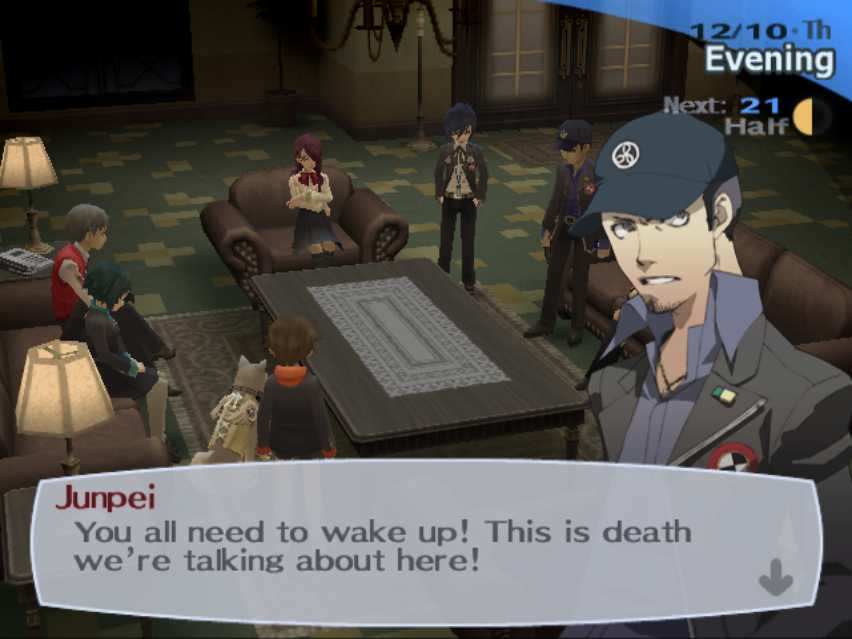 12/10·Th
Evening
Next: 21
Half
Junpei
You all need to wake up! This is death
we're talking about here!